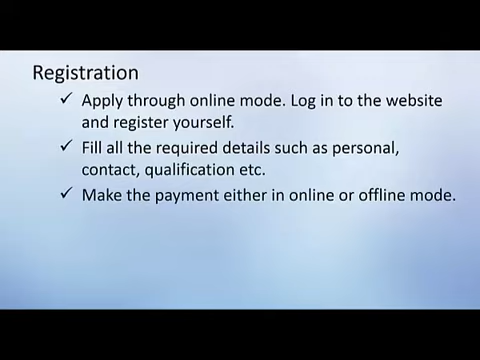 Registration
✓ Apply through online mode. Log in to the website
and register yourself.
✓ Fill all the required details such as personal,
contact, qualification etc.
✓ Make the payment either in online or offline mode.